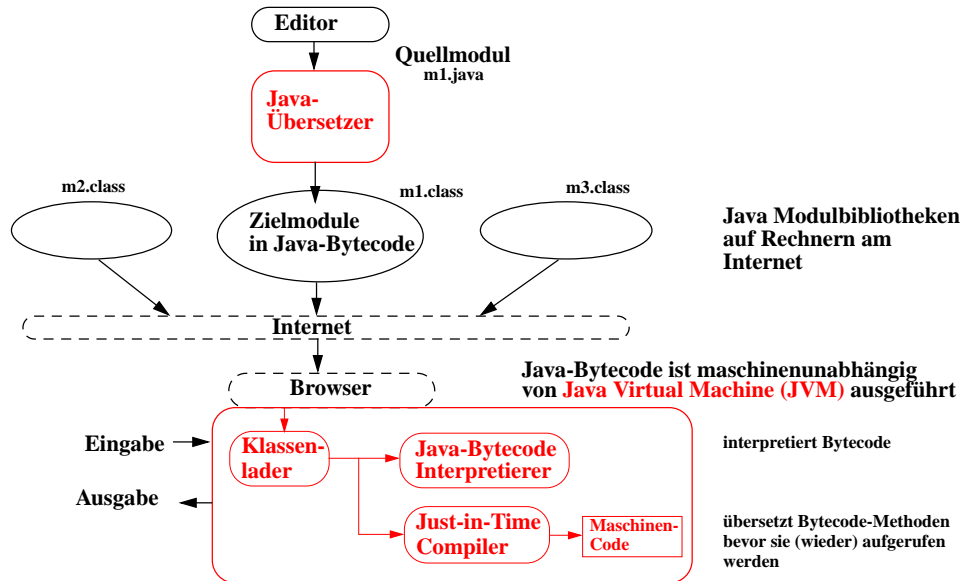 Editor
Quellmodul
m1.java
Java-
Übersetzer
m2.class
m1.class
m3.class
Zielmodule
in Java-Bytecode
Java Modulbibliotheken
auf Rechnern am
Internet
Internet
Java-Bytecode ist maschinenunabhängig
von Java Virtual Machine (JVM) ausgeführt
Browser
Eingabe
Klassen-
lader
Java-Bytecode
Interpretierer
interpretiert Bytecode
Ausgabe
Just-in-Time
Compiler
Maschinen-
Code
übersetzt Bytecode-Methoden
bevor sie (wieder) aufgerufen
werden